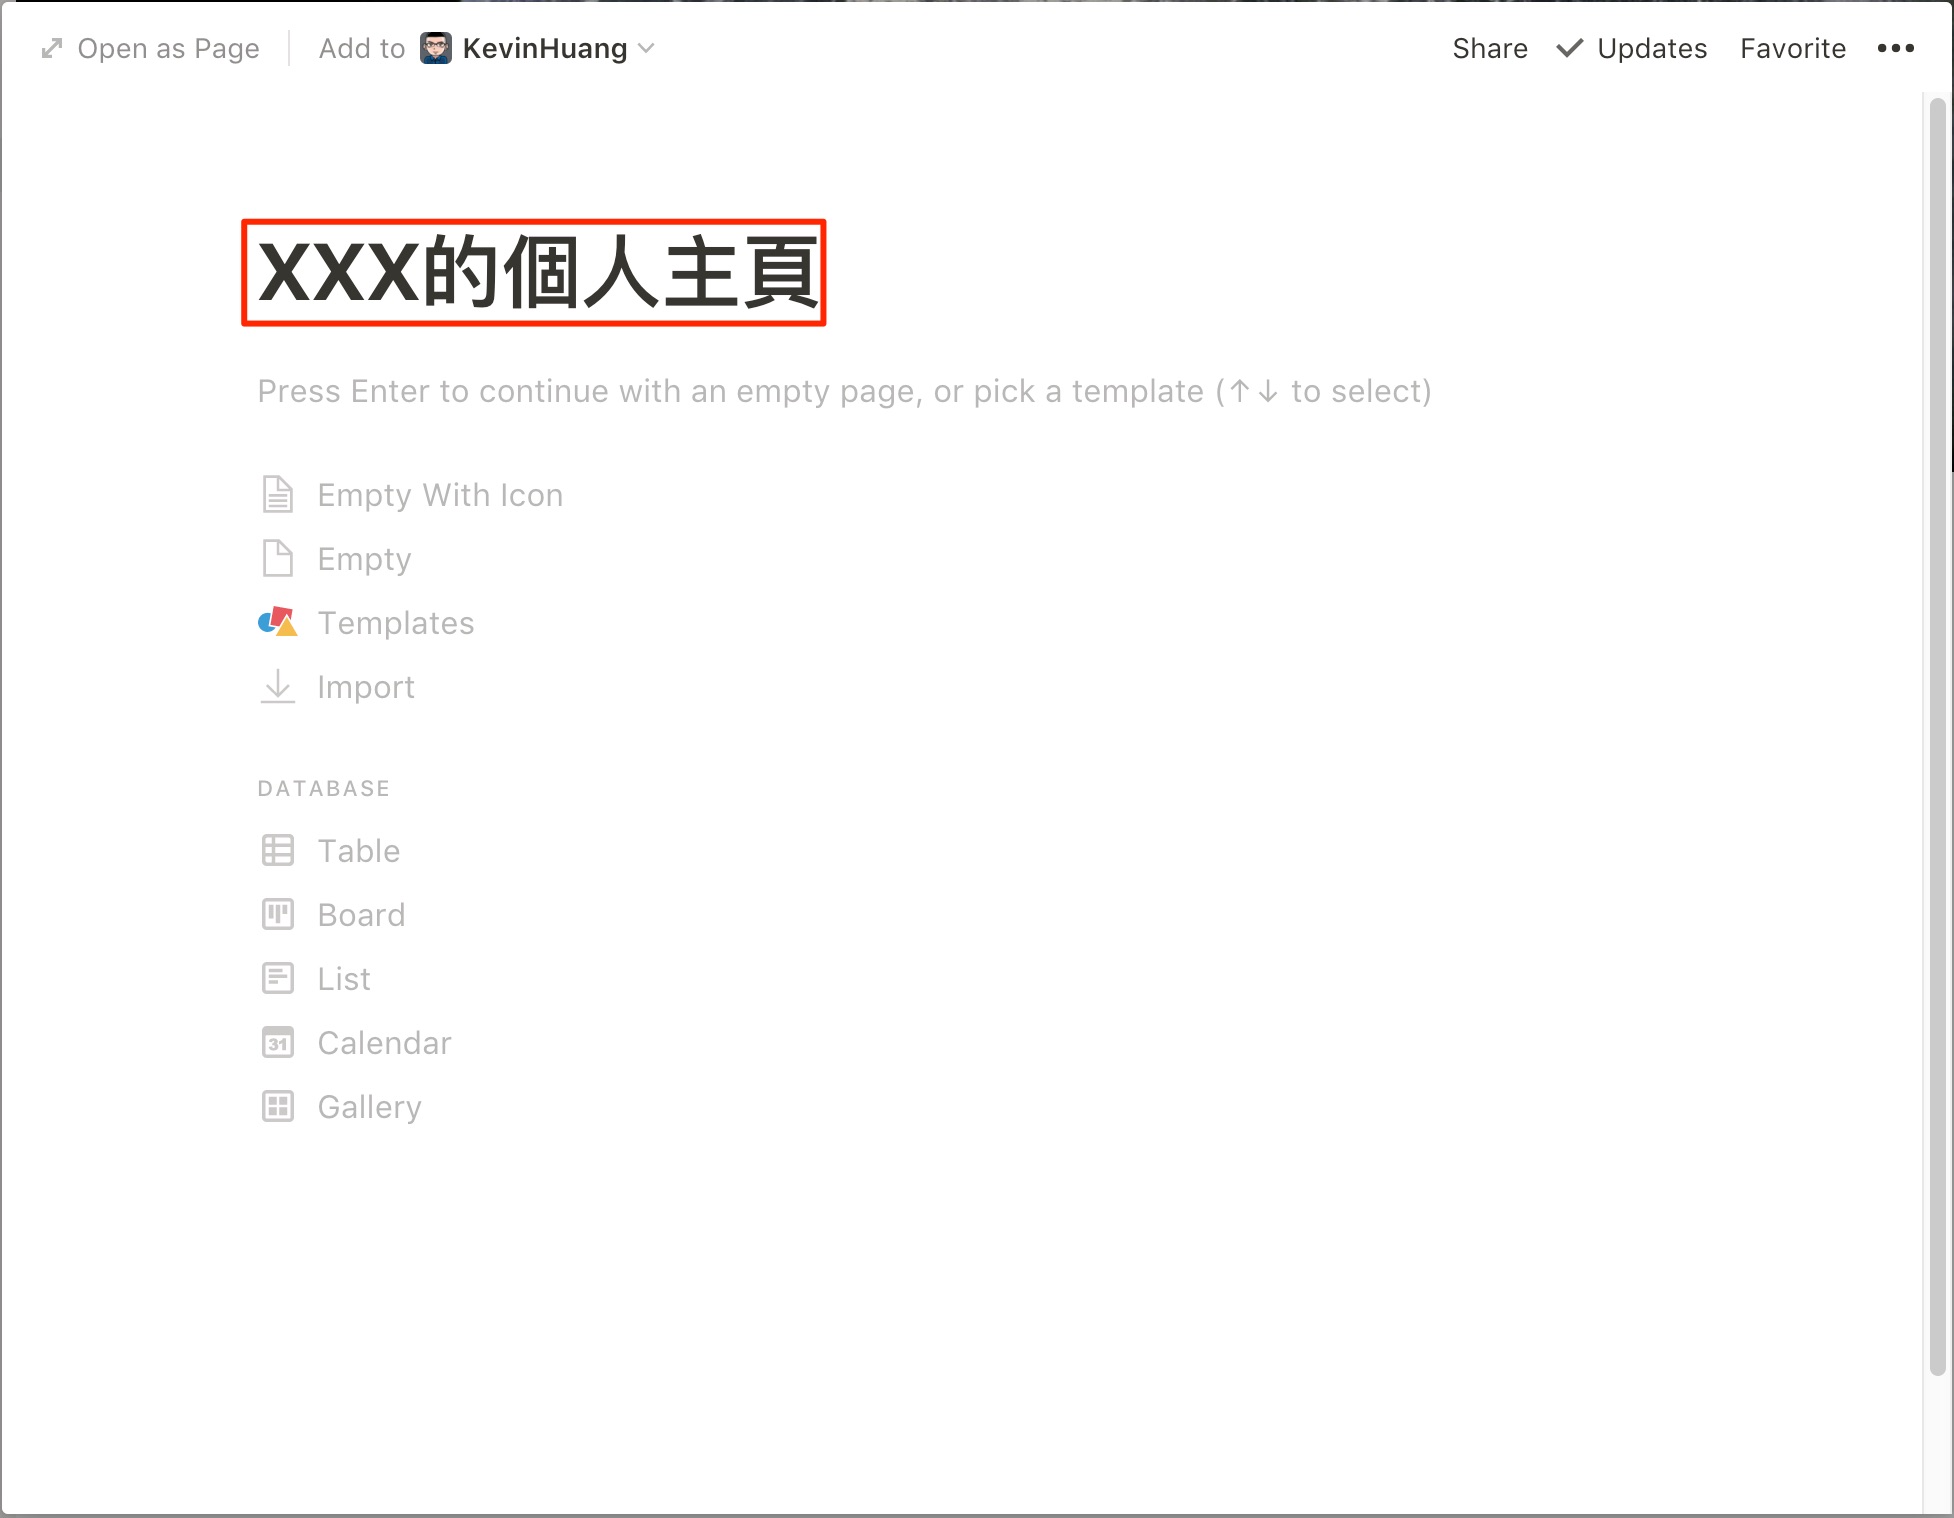 Open as Page Add to KevinHuang Share Updates Favorite •••
XXX的個人主頁
Press Enter to continue with an empty page, or pick a template (↑↓ to select)
Empty With Icon
Empty
Templates
Import
DATABASE
Table
Board
List
31 Calendar
Gallery